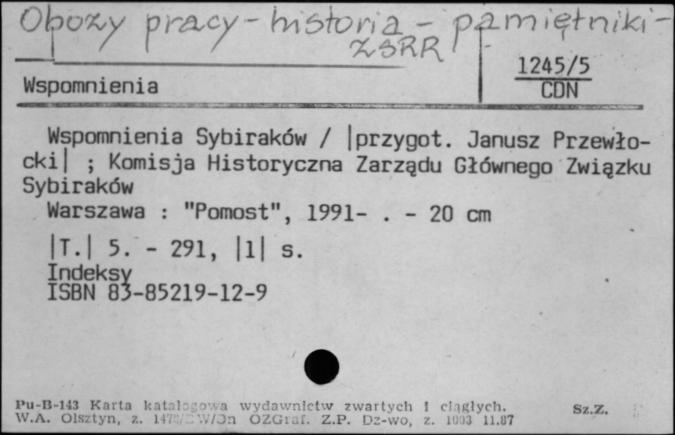 Obozy pracy - historia - pamiętniki -
ZSRR
1245/5
CDN
Wspomnienia
Wspomnienia Sybiraków / |przygot. Janusz Przewło-
cki| ; Komisja Historyczna Zarządu Głównego Związku
Sybiraków
Warszawa : "Pomost", 1991- . - 20 cm
|T.| 5. - 291, |1| s.
Indeksy
ISBN 83-85219-12-9
Pu-B-143 Karta katalogowa wydawnictw zwartych i ciągłych. Sz.Z.
W.A. Olsztyn, z. OZGraf. Z.P. Dz-wo, z. 11.87